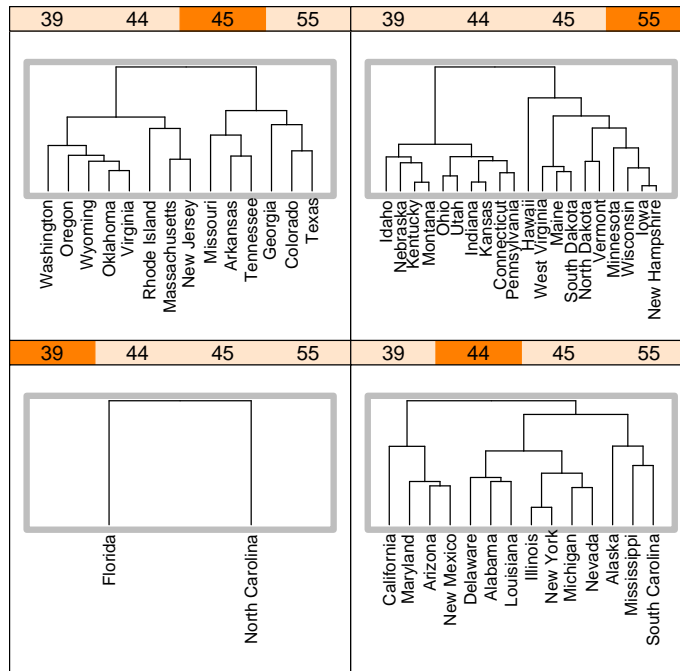 39 44 45 55
39 44 45 55
Washington
Oregon
Wyoming
Oklahoma
Virginia
Rhode Island
Massachusetts
New Jersey
Missouri
Arkansas
Tennessee
Georgia
Colorado
Texas
Idaho
Nebraska
Kentucky
Montana
Ohio
Utah
Indiana
Kansas
Connecticut
Pennsylvania
Hawaii
West Virginia
Maine
South Dakota
North Dakota
Vermont
Minnesota
Wisconsin
Iowa
New Hampshire
39 44 45 55
39 44 45 55
Florida
North Carolina
California
Maryland
Arizona
New Mexico
Delaware
Alabama
Louisiana
Illinois
New York
Michigan
Nevada
Alaska
Mississippi
South Carolina